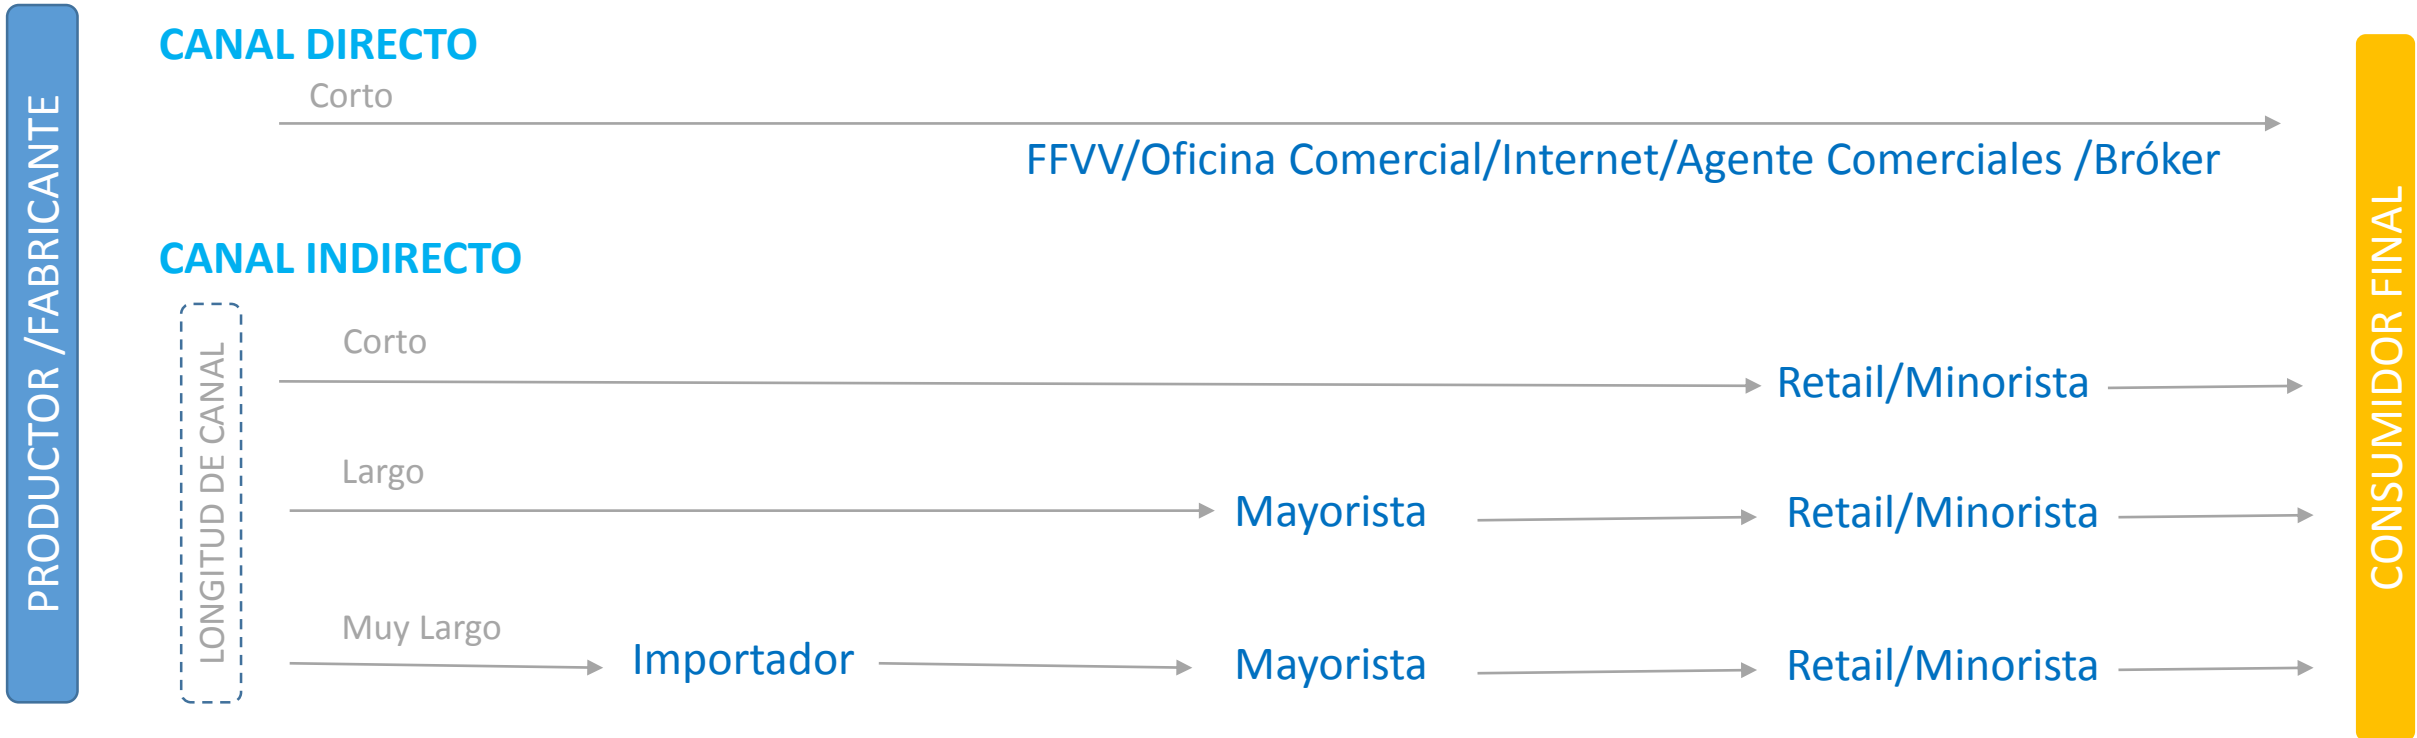 PRODUCTOR /FABRICANTE
CANAL DIRECTO
Corto
FFVV/Oficina Comercial/Internet/Agente Comerciales /Bróker
CANAL INDIRECTO
LONGITUD DE CANAL
Corto
Retail/Minorista
Largo
Mayorista
Retail/Minorista
Muy Largo
Importador
Mayorista
Retail/Minorista
CONSUMIDOR FINAL